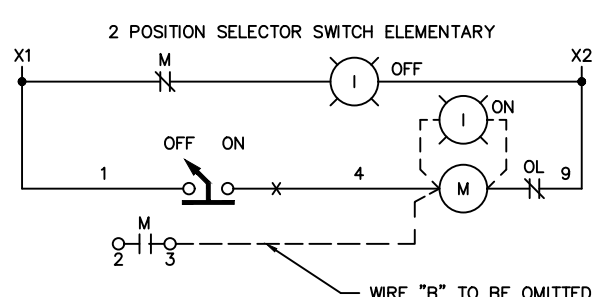 2 POSITION SELECTOR SWITCH ELEMENTARY
X1 X2
M
I OFF
I ON
OFF ON
1 4 M OL 9
X
M
2 3
WIRE "B" TO BE OMITTED